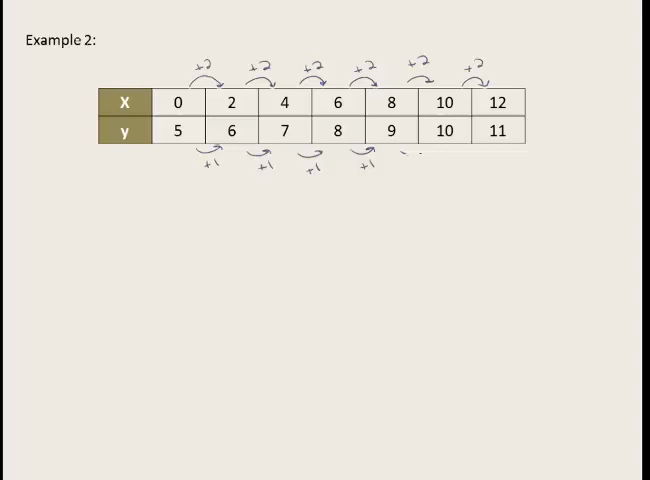 Example 2:
+2 +2 +2 +2 +2 +2
X 0 2 4 6 8 10 12
y 5 6 7 8 9 10 11
+1 +1 +1 +1